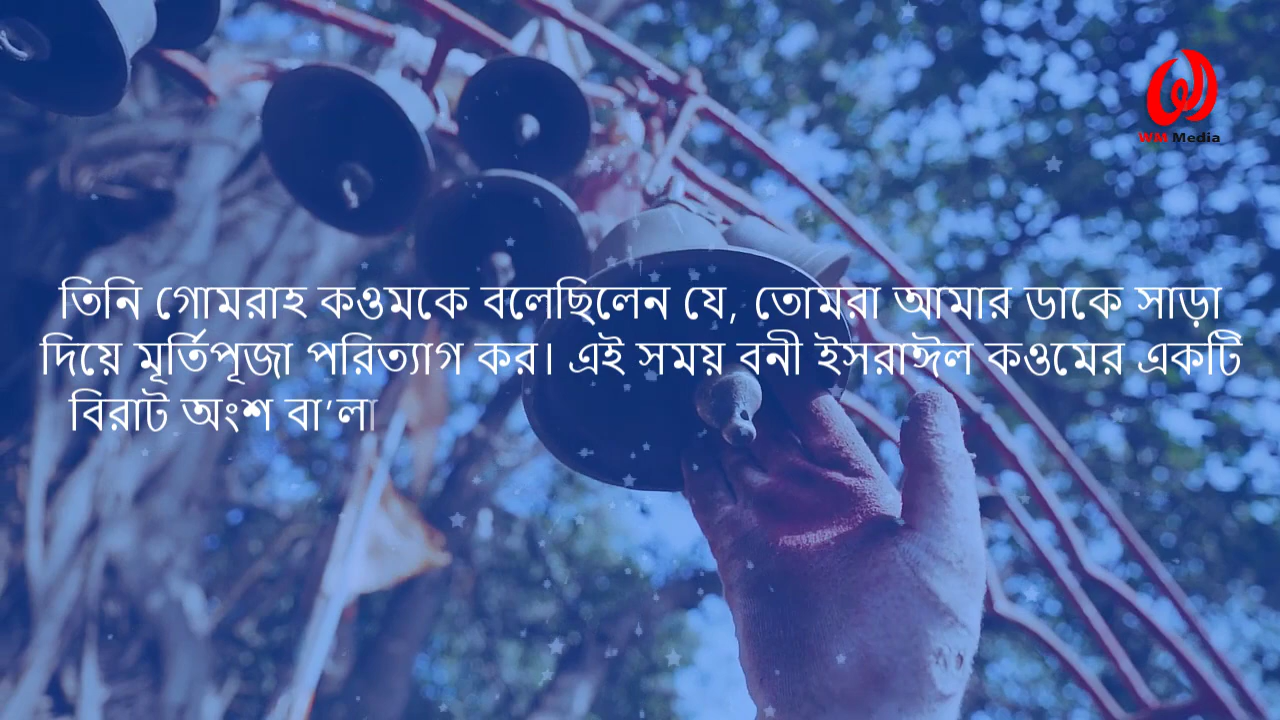 WM Media
তিনি গোমরাহ কওমকে বলেছিলেন যে, তোমরা আমার ডাকে সাড়া
দিয়ে মূর্তিপূজা পরিত্যাগ কর। এই সময় বনী ইসরাঈল কওমের একটি
বিরাট অংশ বা’লা